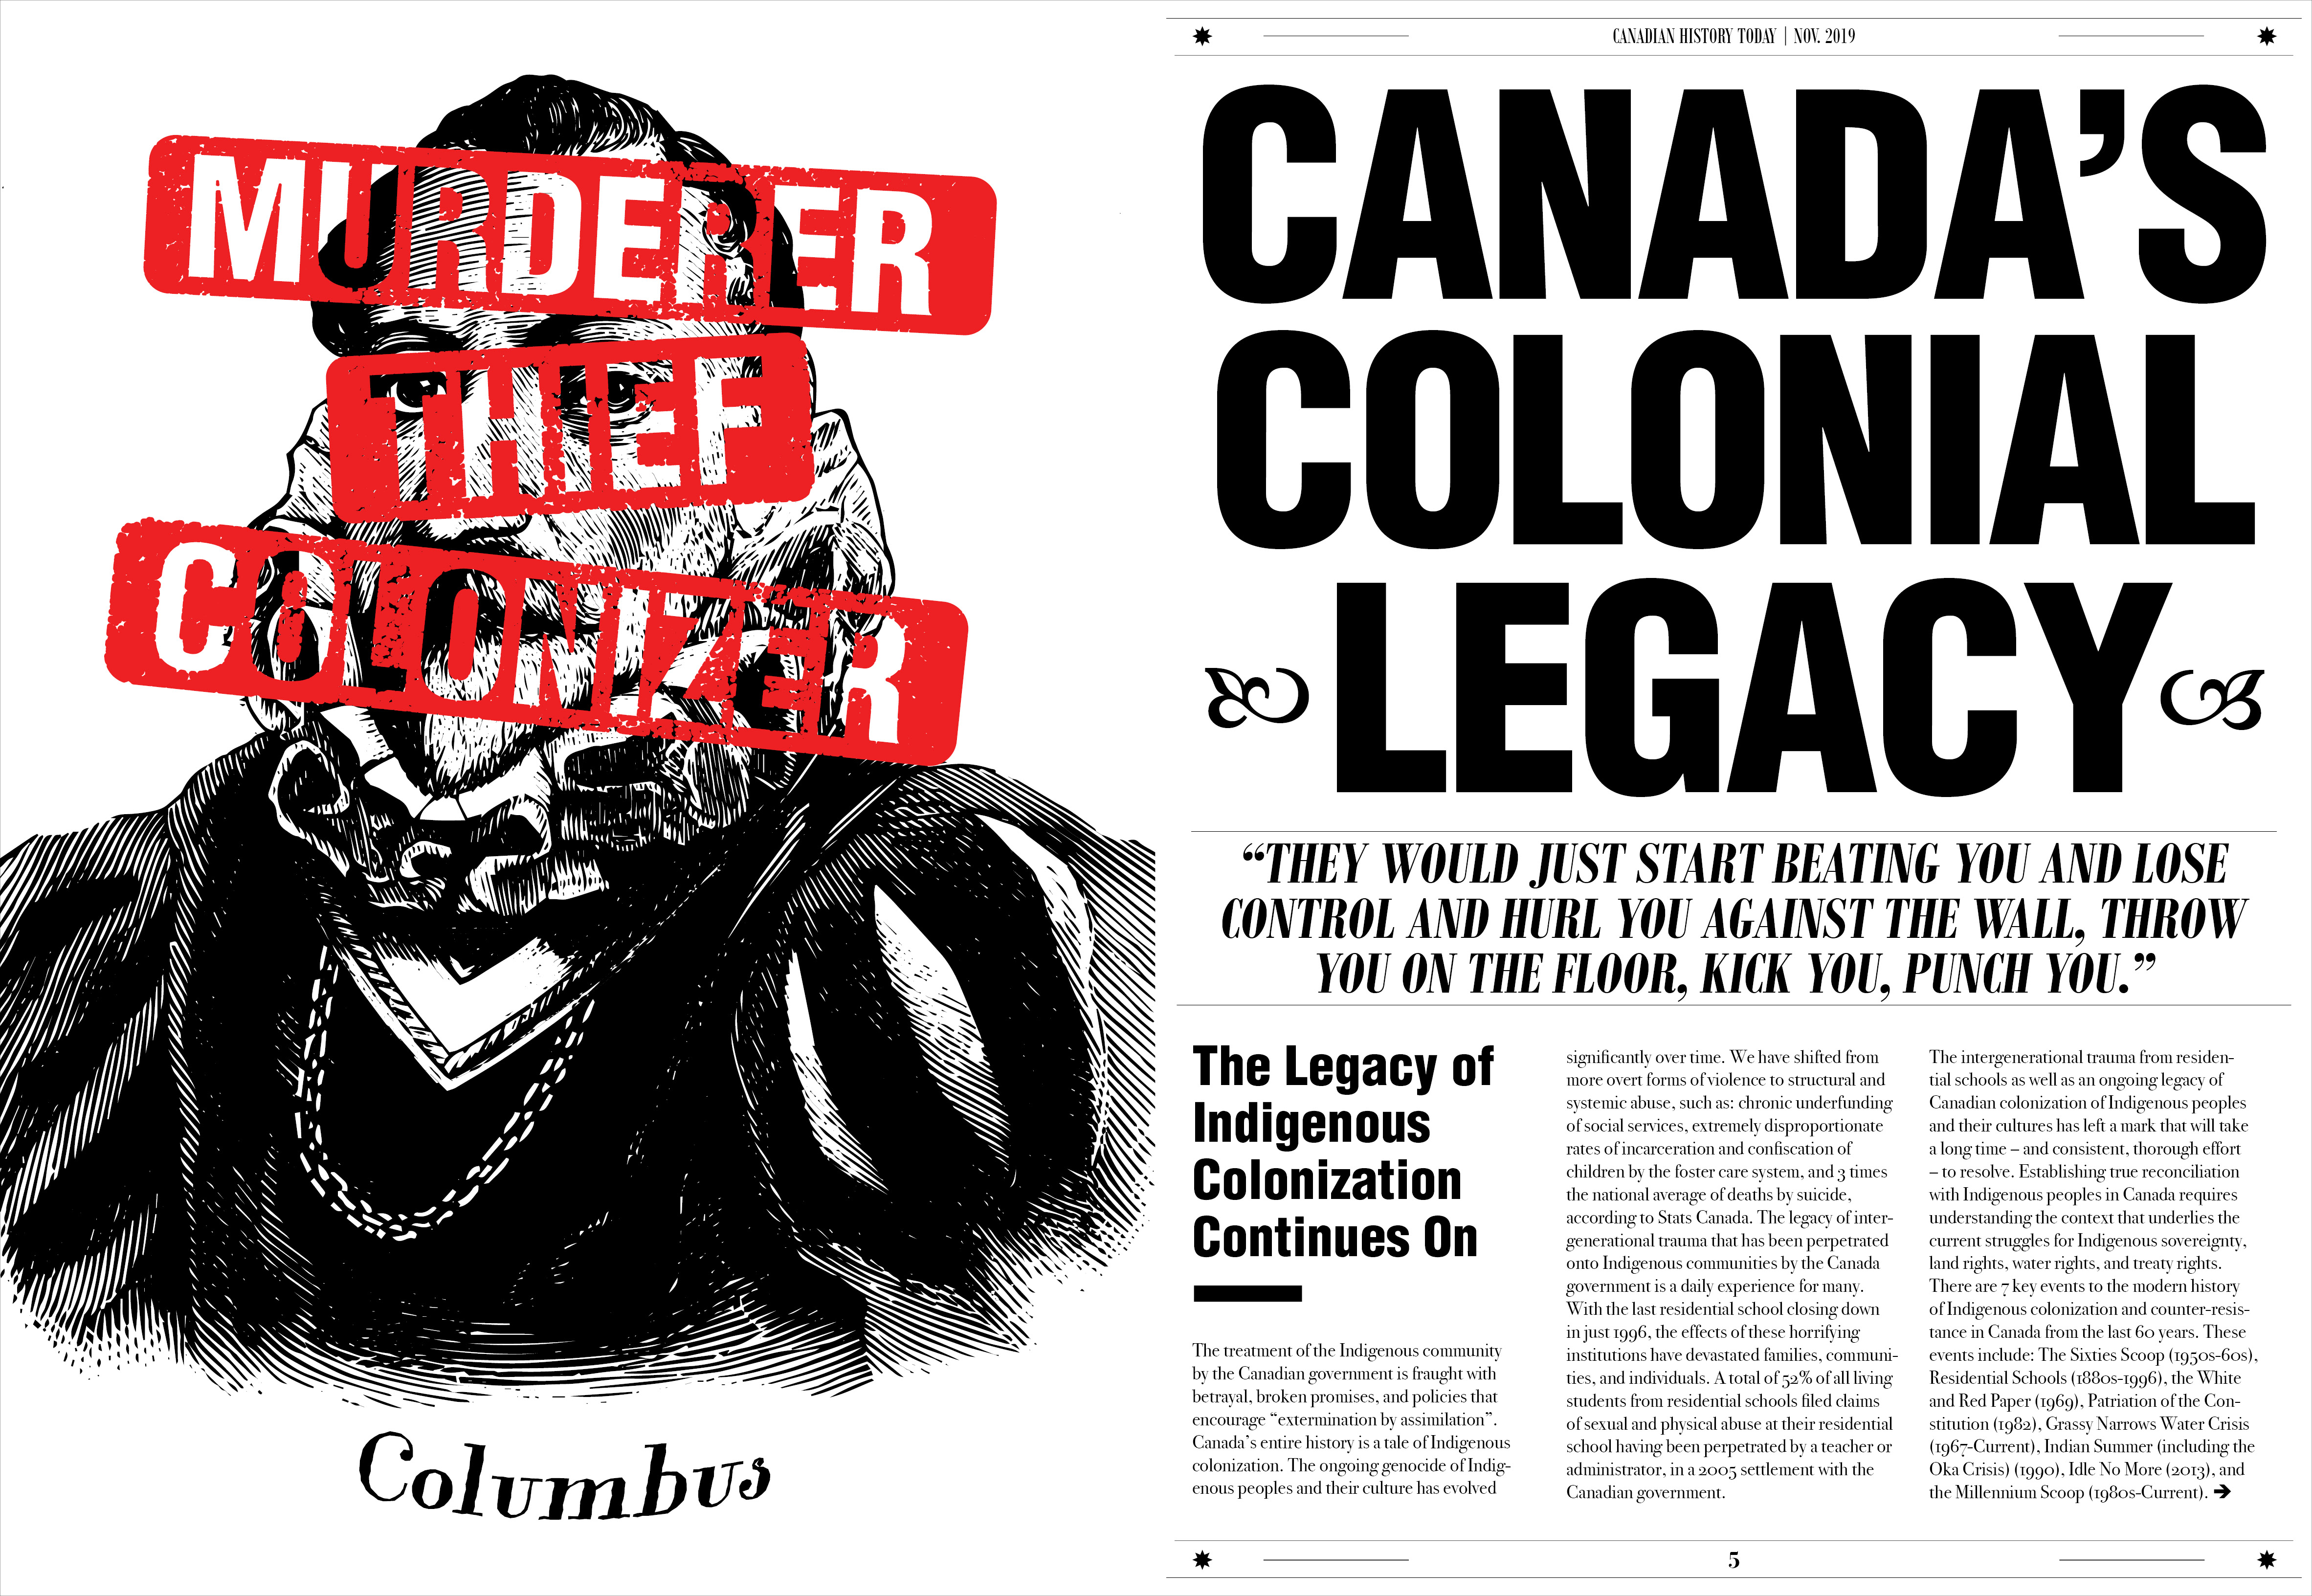 MURDERER
THIEF
COLONIZER
Columbus
CANADIAN HISTORY TODAY | NOV. 2019
CANADA'S
COLONIAL
LEGACY
“THEY WOULD JUST START BEATING YOU AND LOSE
CONTROL AND HURL YOU AGAINST THE WALL, THROW
YOU ON THE FLOOR, KICK YOU, PUNCH YOU.”
The Legacy of
Indigenous
Colonization
Continues On
The treatment of the Indigenous community
by the Canadian government is fraught with
betrayal, broken promises, and policies that
encourage “extermination by assimilation”.
Canada’s entire history is a tale of Indigenous
colonization. The ongoing genocide of Indig-
enous peoples and their culture has evolved
significantly over time. We have shifted from
more overt forms of violence to structural and
systemic abuse, such as: chronic underfunding
of social services, extremely disproportionate
rates of incarceration and confiscation of
children by the foster care system, and 3 times
the national average of deaths by suicide,
according to Stats Canada. The legacy of inter-
generational trauma that has been perpetrated
onto Indigenous communities by the Canada
government is a daily experience for many.
With the last residential school closing down
in just 1996, the effects of these horrifying
institutions have devastated families, communi-
ties, and individuals. A total of 52% of all living
students from residential schools filed claims
of sexual and physical abuse at their residential
school having been perpetrated by a teacher or
administrator, in a 2005 settlement with the
Canadian government.
The intergenerational trauma from residen-
tial schools as well as an ongoing legacy of
Canadian colonization of Indigenous peoples
and their cultures has left a mark that will take
a long time – and consistent, thorough effort
– to resolve. Establishing true reconciliation
with Indigenous peoples in Canada requires
understanding the context that underlies the
current struggles for Indigenous sovereignty,
land rights, water rights, and treaty rights.
There are 7 key events to the modern history
of Indigenous colonization and counter-resis-
tance in Canada from the last 60 years. These
events include: The Sixties Scoop (1950s-60s),
Residential Schools (1880s-1996), the White
and Red Paper (1969), Patriation of the Con-
stitution (1982), Grassy Narrows Water Crisis
(1967-Current), Indian Summer (including the
Oka Crisis) (1990), Idle No More (2013), and
the Millennium Scoop (1980s-Current). ➔
5